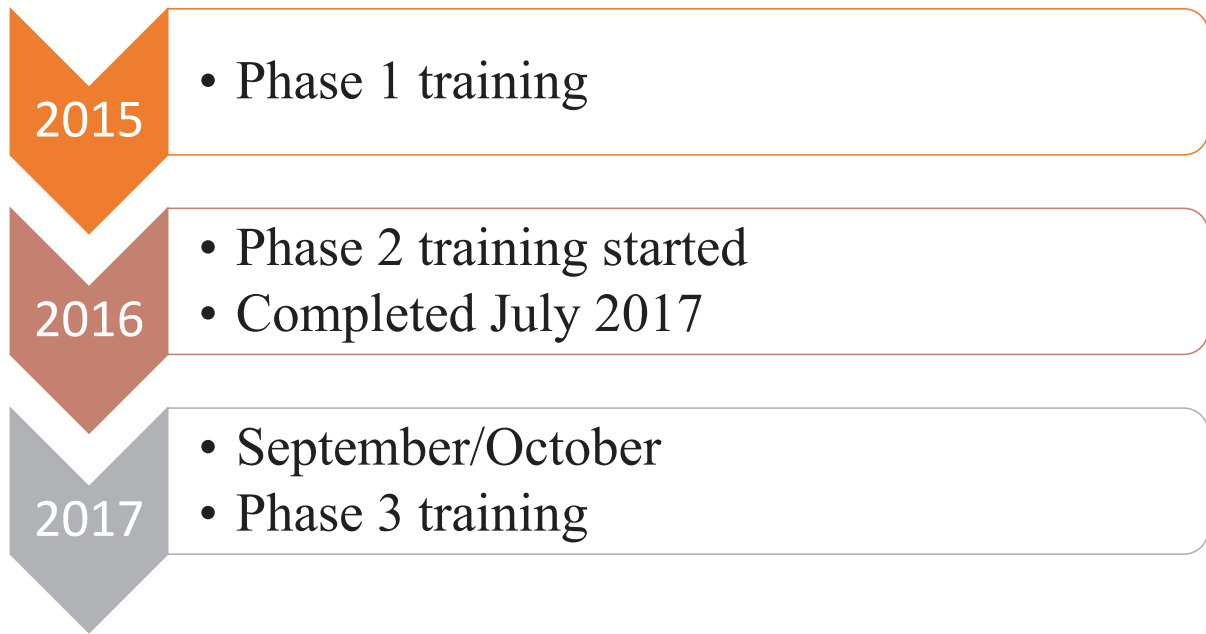 2015
• Phase 1 training
2016
• Phase 2 training started
• Completed July 2017
2017
• September/October
• Phase 3 training